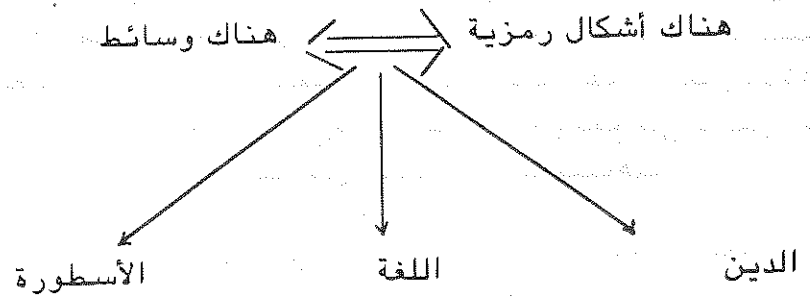 هناك أشكال رمزية هناك وسائط
الدين اللغة الأسطورة